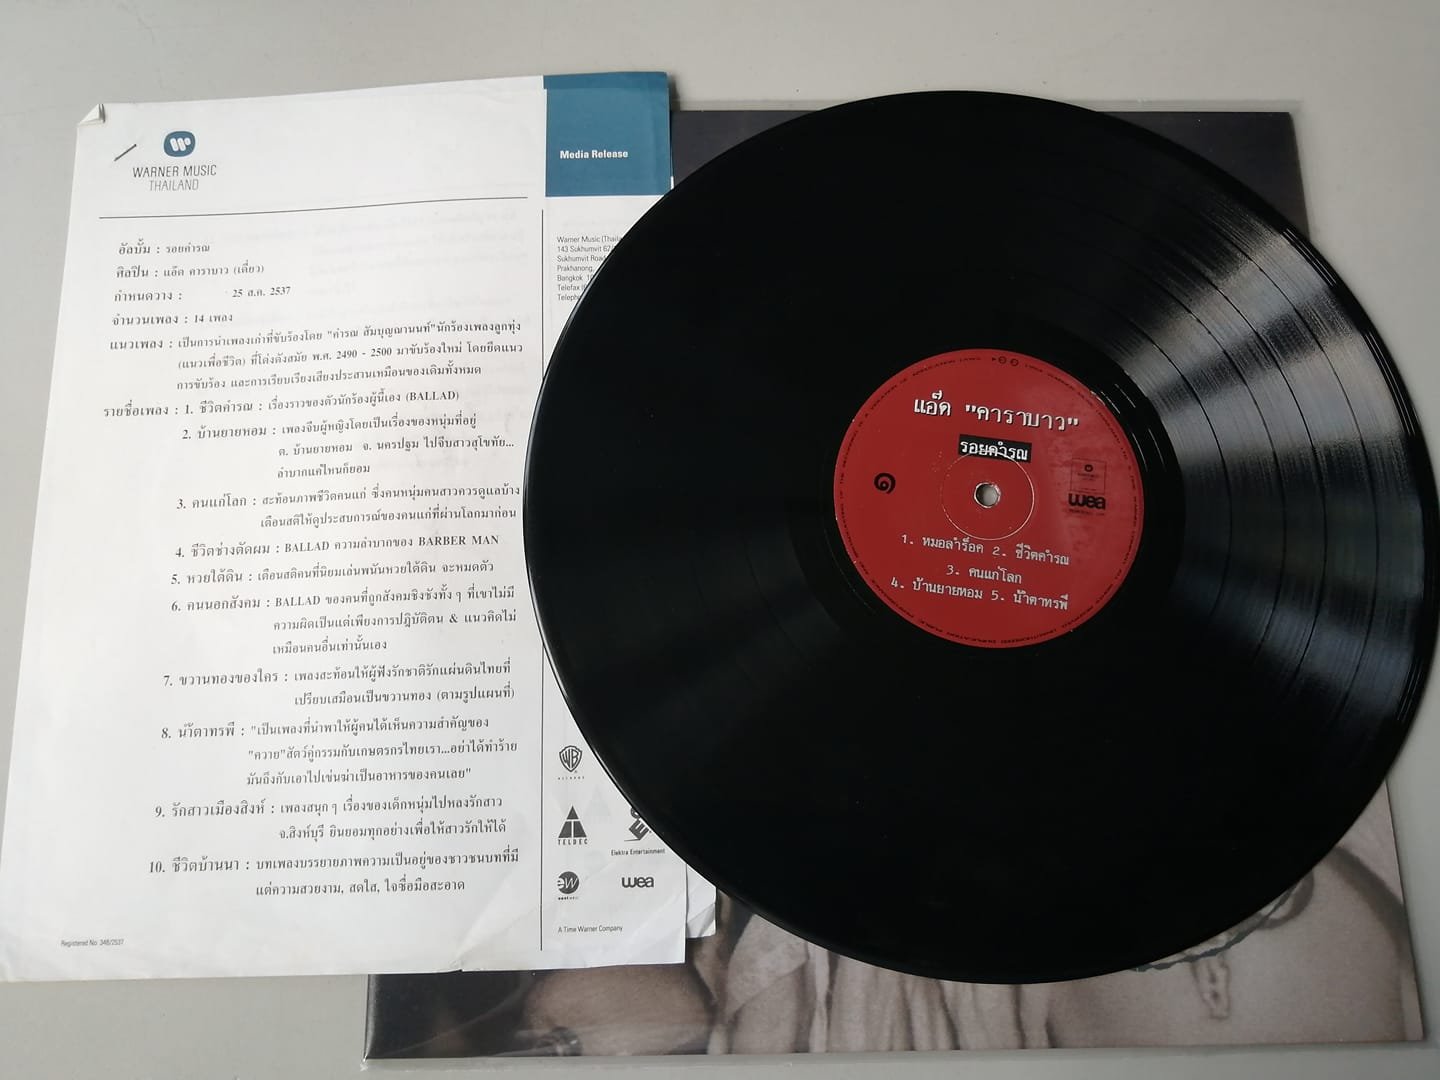 WARNER MUSIC
THAILAND
Media Release
อัลบั้ม : รอยคำรณ
ศิลปิน : แอ๊ด คาราบาว (เดี่ยว)
กำหนดวาง : 25 ส.ค. 2537
จำนวนเพลง : 14 เพลง
แนวเพลง : เป็นการนำเพลงเก่าที่ขับร้องโดย "คำรณ สัมบุญณานนท์"นักร้องเพลงลูกทุ่ง
(แนวเพื่อชีวิต) ที่โด่งดังสมัย พ.ศ. 2490 - 2500 มาขับร้องใหม่ โดยยึดแนว
การขับร้อง และการเรียบเรียงเสียงประสานเหมือนของเดิมทั้งหมด
รายชื่อเพลง : 1. ชีวิตคำรณ : เรื่องราวของตัวนักร้องผู้นี้เอง (BALLAD)
2. บ้านยายหอม : เพลงจีบผู้หญิงโดยเป็นเรื่องของหนุ่มที่อยู่
ต. บ้านยายหอม จ. นครปฐม ไปจีบสาวสุโขทัย...
ลำบากแค่ไหนก็ยอม
3. คนแก่โลก : สะท้อนภาพชีวิตคนแก่ ซึ่งคนหนุ่มคนสาวควรดูแลบ้าง
เตือนสติให้ดูประสบการณ์ของคนแก่ที่ผ่านโลกมาก่อน
4. ชีวิตช่างตัดผม : BALLAD ความลำบากของ BARBER MAN
5. หวยใต้ดิน : เตือนสติคนที่นิยมเล่นพนันหวยใต้ดิน จะหมดตัว
6. คนนอกสังคม : BALLAD ของคนที่ถูกสังคมชิงชังทั้ง ๆ ที่เขาไม่มี
ความผิดเป็นแต่เพียงการปฎิบัติตน & แนวคิดไม่
เหมือนคนอื่นเท่านั้นเอง
7. ขวานทองของใคร : เพลงสะท้อนให้ผู้ฟังรักชาติรักแผ่นดินไทยที่
เปรียบเสมือนเป็นขวานทอง (ตามรูปแผนที่)
8. น้ำตาทรพี : "เป็นเพลงที่นำพาให้ผู้คนได้เห็นความสำคัญของ
"ควาย"สัตว์คู่กรรมกับเกษตรกรไทยเรา...อย่าได้ทำร้าย
มันถึงกับเอาไปเข่นฆ่าเป็นอาหารของคนเลย"
9. รักสาวเมืองสิงห์ : เพลงสนุก ๆ เรื่องของเด็กหนุ่มไปหลงรักสาว
จ.สิงห์บุรี ยินยอมทุกอย่างเพื่อให้สาวรักให้ได้
10. ชีวิตบ้านนา : บทเพลงบรรยายภาพความเป็นอยู่ของชาวชนบทที่มี
แต่ความสวยงาม, สดใส, ใจซื่อมือสะอาด
Registered No. 348/2537
Warner Music (Thaila
143 Sukhumvit 62
Sukhumvit Road
Prakhanong,
Bangkok
Telefax
Teleph
WB
TELDEC
Elektra Entertainment
ew
wea
A Time Warner Company
แอ๊ด "คาราบาว"
รอยคำรณ
๑
wea
1. หมอลำร็อค 2. ชีวิตคำรณ
3. คนแก่โลก
4. บ้านยายหอม 5. น้ำตาทรพี